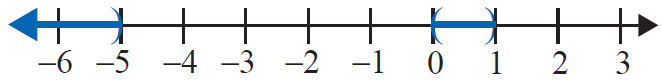 ) ( )
–6 –5 –4 –3 –2 –1 0 1 2 3